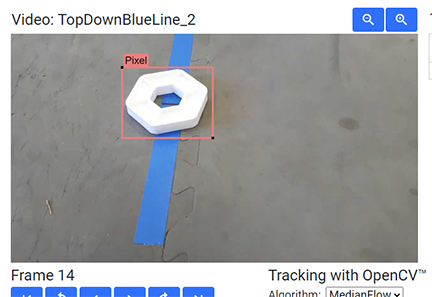 Video: TopDownBlueLine_2
Pixel
Frame 14
Tracking with OpenCV™
Algorithm: MedianFlow